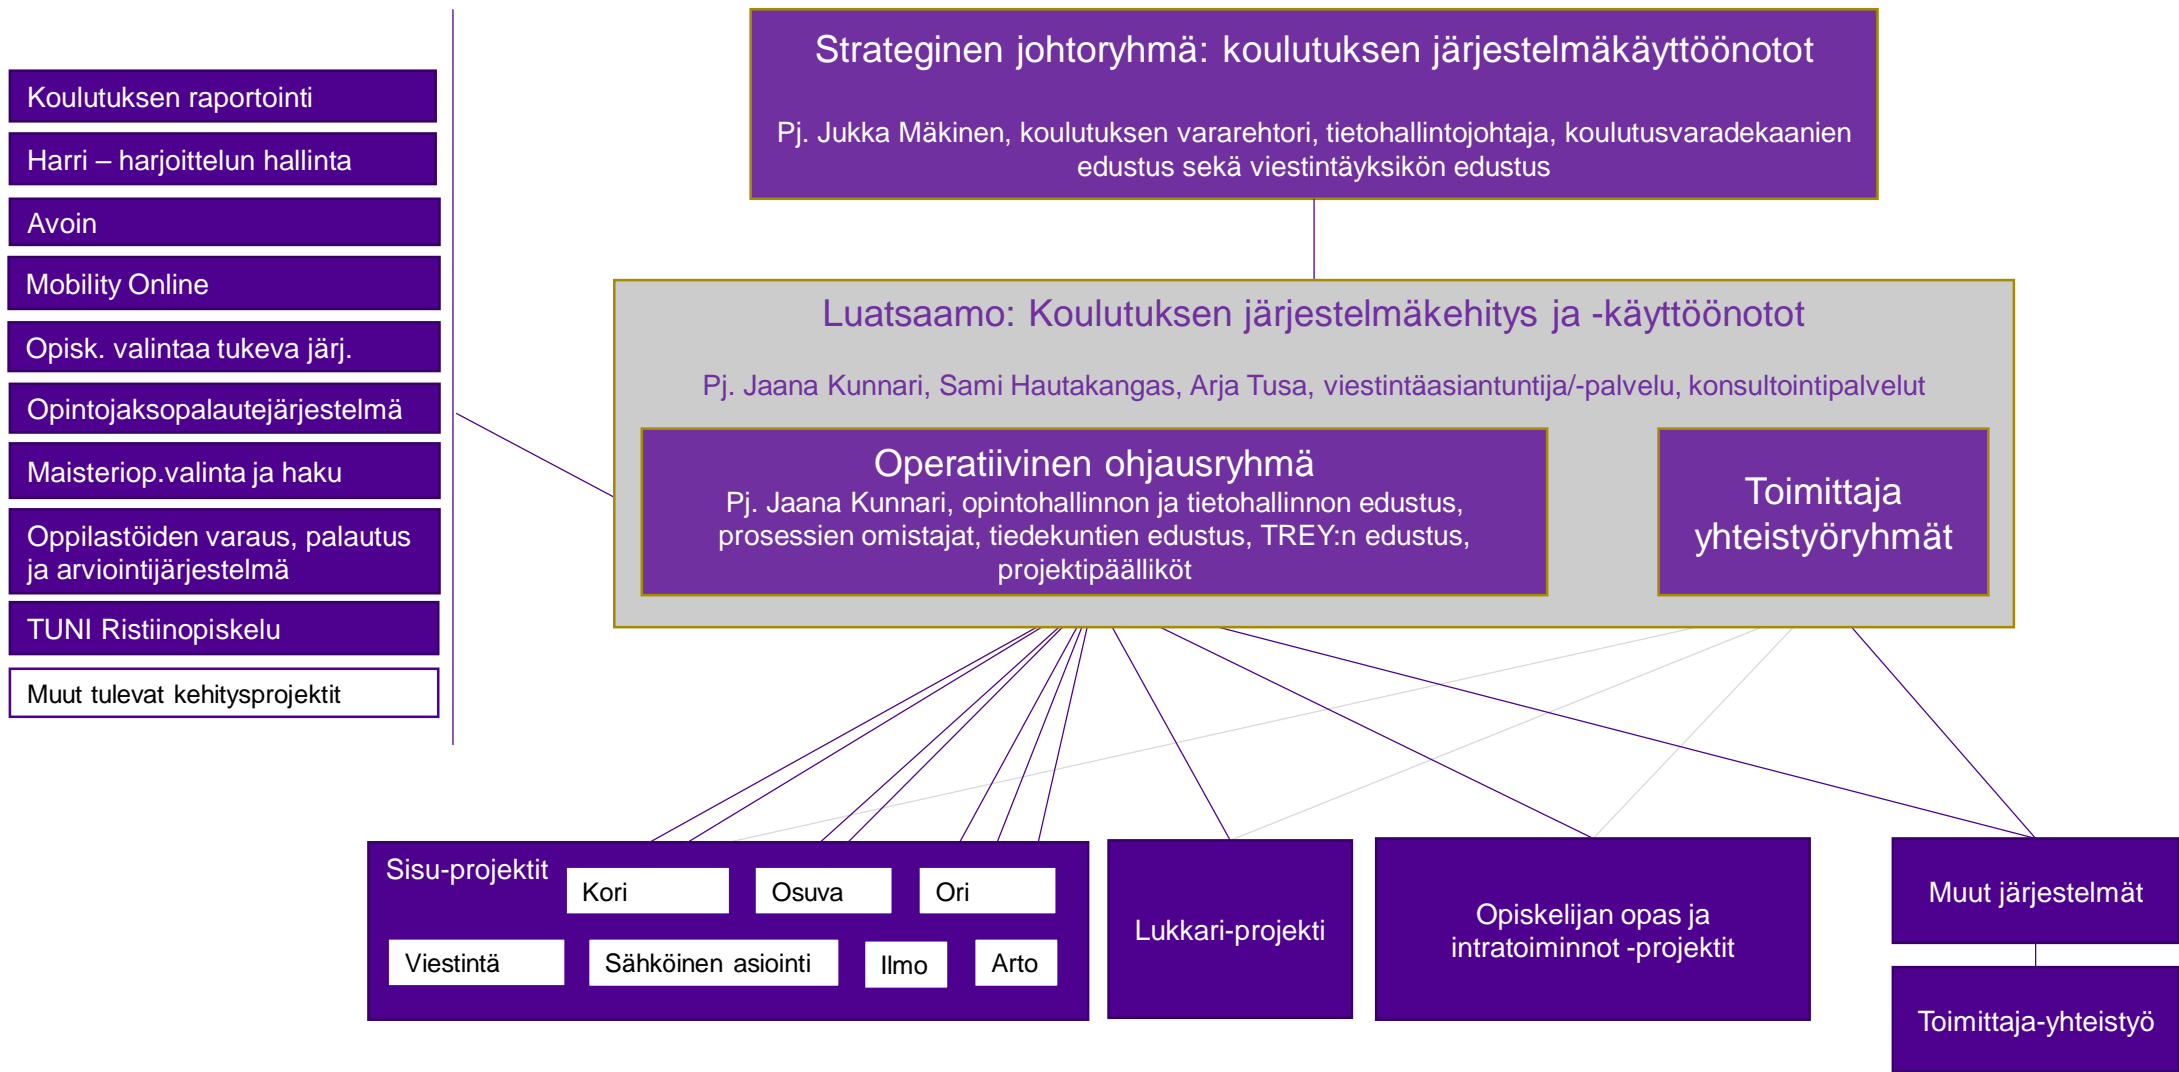 Koulutuksen raportointi
Harri – harjoittelun hallinta
Avoin
Mobility Online
Opisk. valintaa tukeva järj.
Opintojaksopalautejärjestelmä
Maisteriop.valinta ja haku
Oppilastöiden varaus, palautus
ja arviointijärjestelmä
TUNI Ristiinopiskelu
Muut tulevat kehitysprojektit
Strateginen johtoryhmä: koulutuksen järjestelmäkäyttöönotot
Pj. Jukka Mäkinen, koulutuksen vararehtori, tietohallintojohtaja, koulutusvaradekaanien
edustus sekä viestintäyksikön edustus
Luatsaamo: Koulutuksen järjestelmäkehitys ja -käyttöönotot
Pj. Jaana Kunnari, Sami Hautakangas, Arja Tusa, viestintäasiantuntija/-palvelu, konsultointipalvelut
Operatiivinen ohjausryhmä
Pj. Jaana Kunnari, opintohallinnon ja tietohallinnon edustus,
prosessien omistajat, tiedekuntien edustus, TREY:n edustus,
projektipäälliköt
Toimittaja
yhteistyöryhmät
Sisu-projektit
Kori
Osuva
Ori
Viestintä
Sähköinen asiointi
Ilmo
Arto
Lukkari-projekti
Opiskelijan opas ja
intratoiminnot -projektit
Muut järjestelmät
Toimittaja-yhteistyö